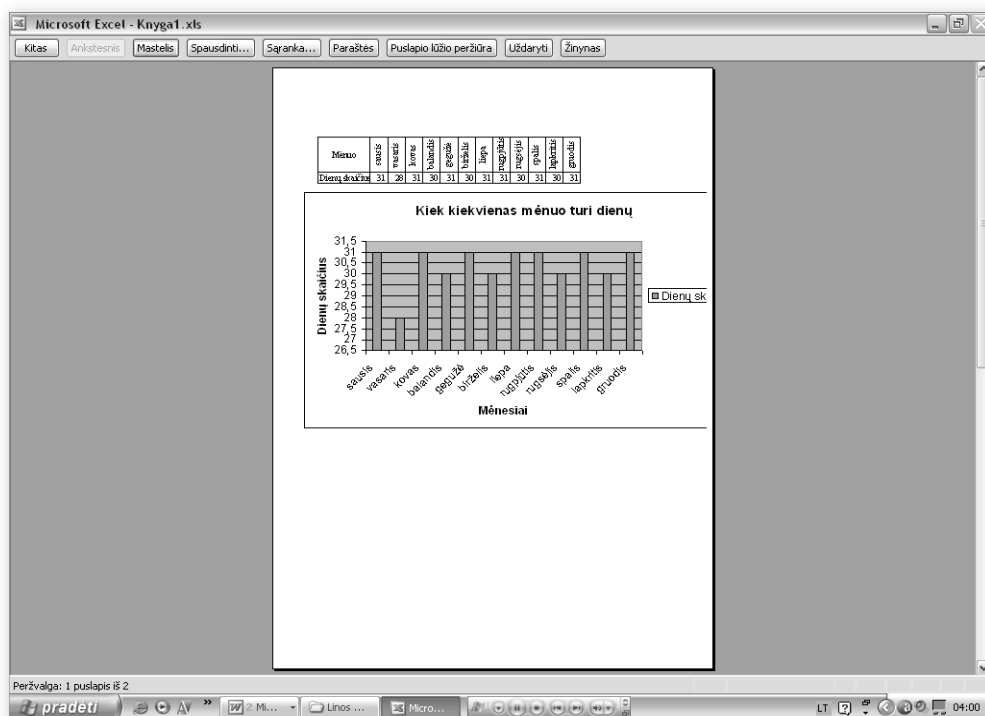 Microsoft Excel - Knyga1.xls
Kitas Ankstesnis Mastelis Spausdinti... Sąranka... Paraštės Puslapio lūžio peržiūra Uždaryti Žinynas
Mėnuo sausis vasaris kovas balandis gegužė birželis liepa rugpjūtis rugsėjis spalis lapkritis gruodis
Dienų skaičius 31 28 31 30 31 30 31 31 30 31 30 31
Kiek kiekvienas mėnuo turi dienų
Dienų skaičius
31,5
31
30,5
30
29,5
29
28,5
28
27,5
27
26,5
Dienų sk
sausis vasaris kovas balandis gegužė birželis liepa rugpjūtis rugsėjis spalis lapkritis gruodis
Mėnesiai
Peržvalga: 1 puslapis iš 2
pradėti » W 2 Mi... Linos ... Micro... LT 04:00